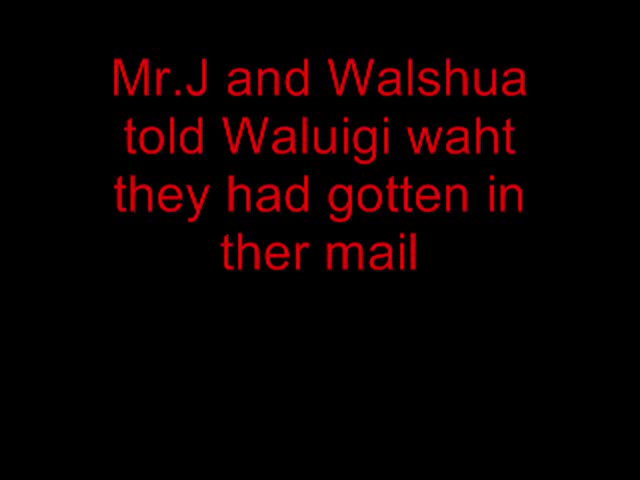 Mr.J and Walshua
told Waluigi waht
they had gotten in
ther mail